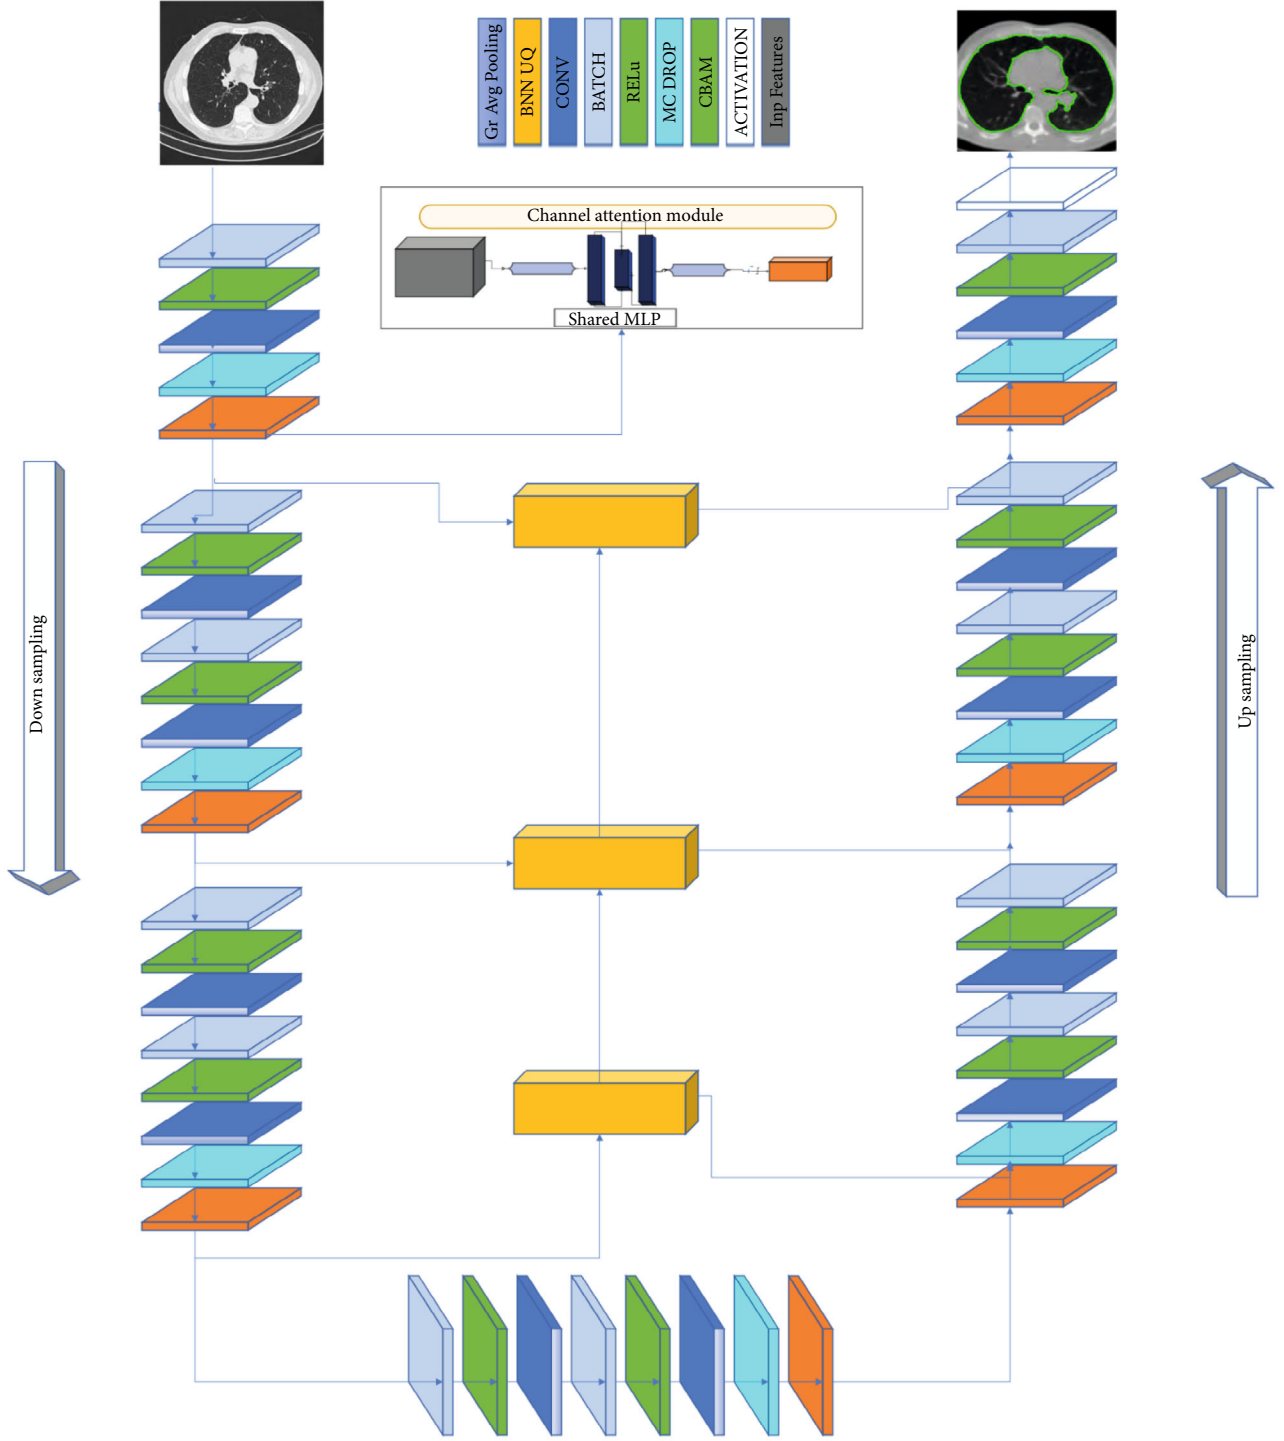 Gr Avg Pooling
BNN UQ
CONV
BATCH
RELu
MC DROP
CBAM
ACTIVATION
Inp Features
Channel attention module
Shared MLP
Down sampling
Up sampling